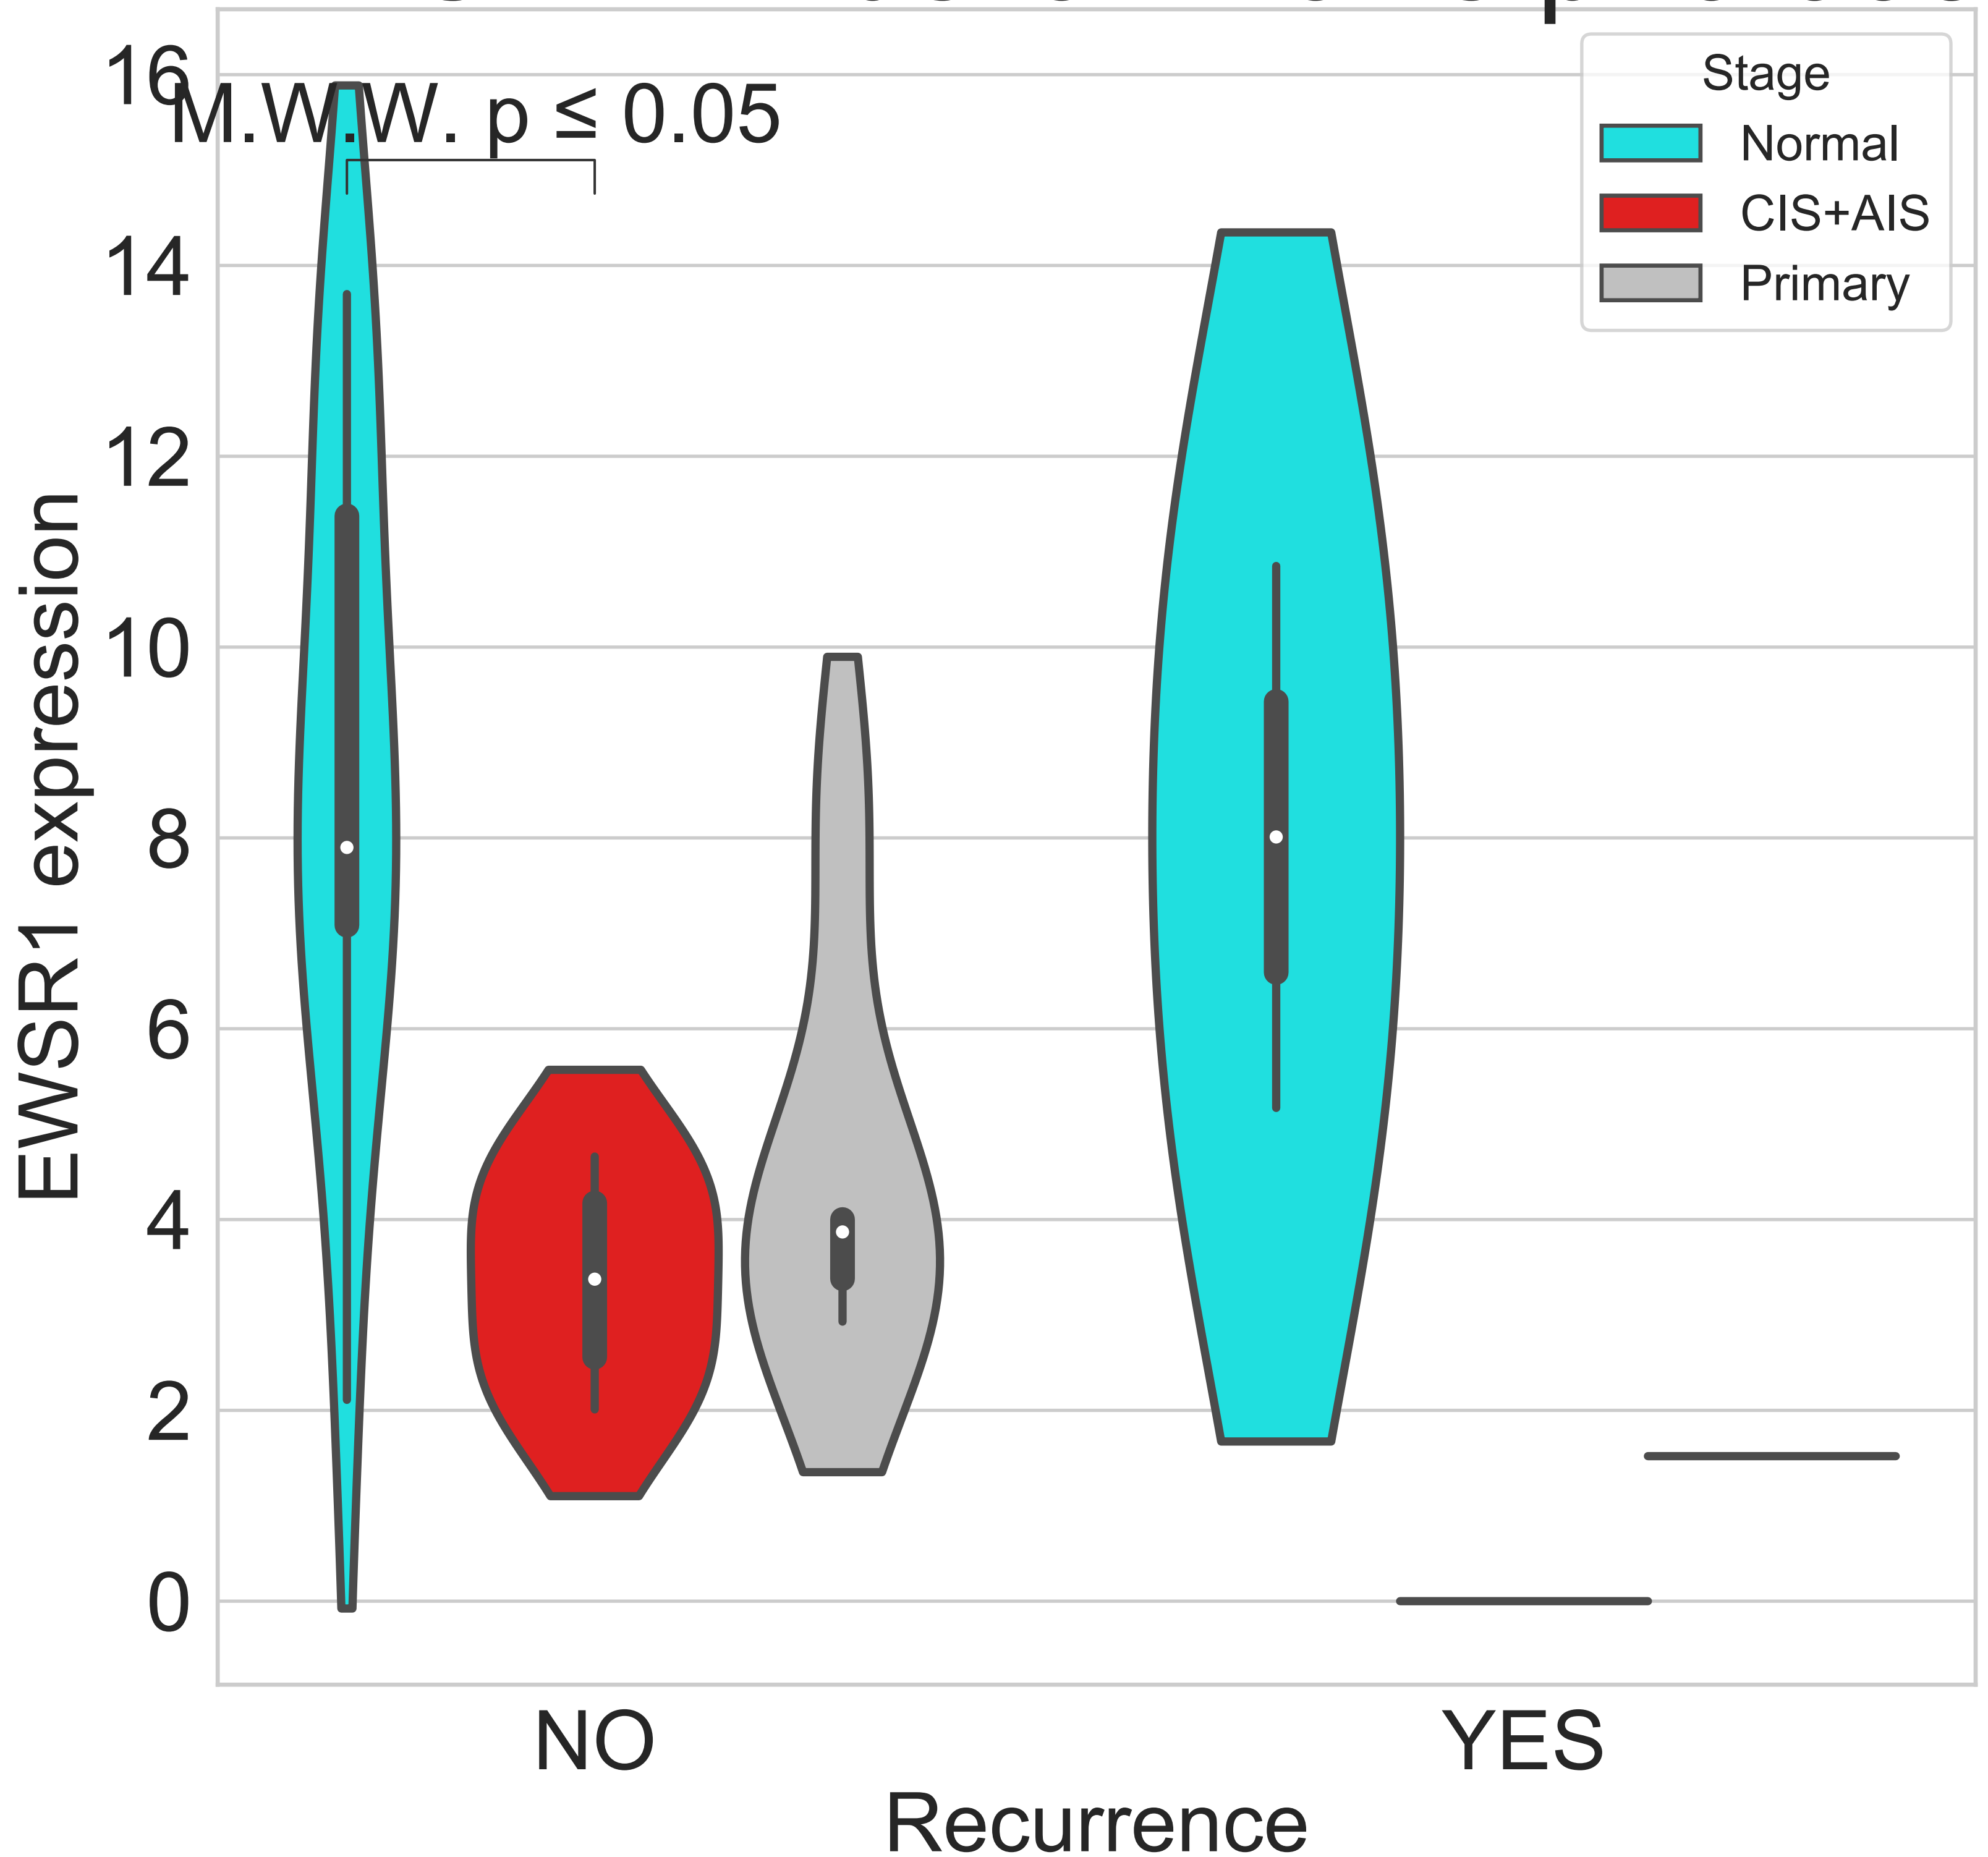 16
M.W.W. p ≤ 0.05
14
12
10
8
6
4
2
0
EWSR1 expression
Stage
Normal
CIS+AIS
Primary
NO
YES
Recurrence